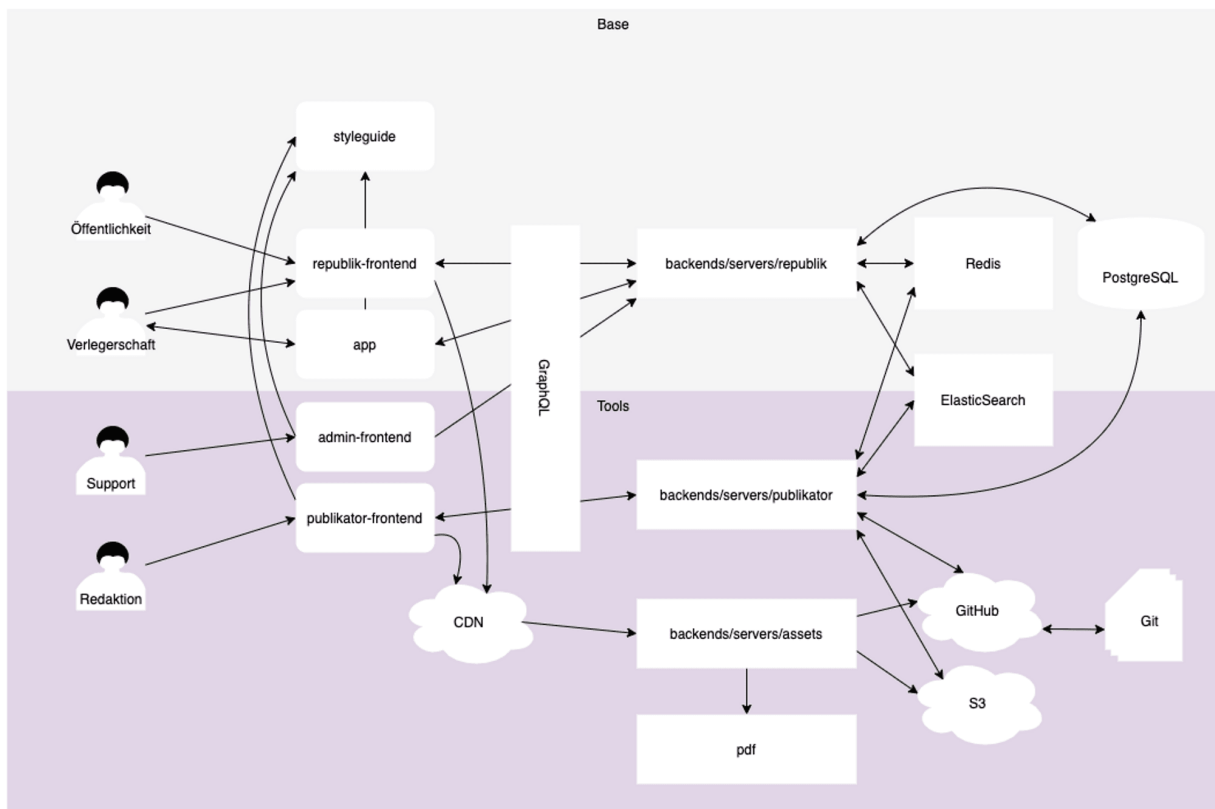 Base
styleguide
Öffentlichkeit
republik-frontend
backends/servers/republik
Redis
PostgreSQL
Verlegerschaft
app
GraphQL
ElasticSearch
Tools
admin-frontend
Support
backends/servers/publikator
publikator-frontend
Redaktion
CDN
backends/servers/assets
GitHub
Git
S3
pdf